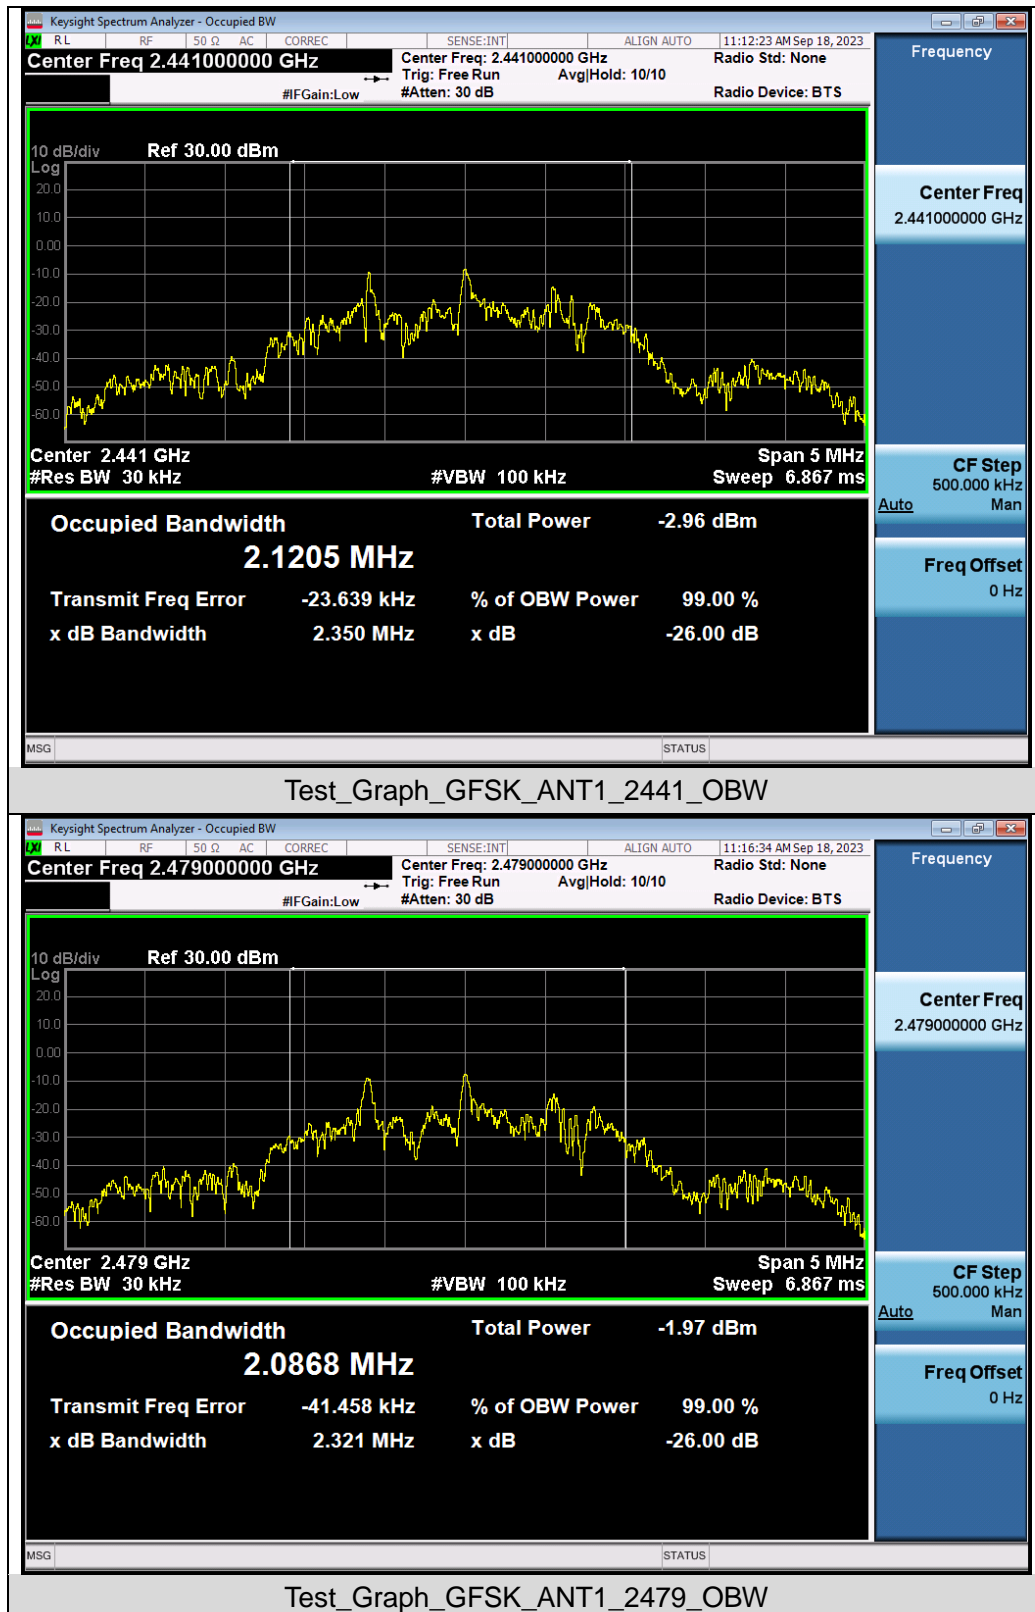 Keysight Spectrum Analyzer - Occupied BW
LXI RL RF 50 Ω AC CORREC SENSE:INT ALIGN AUTO 11:12:23 AM Sep 18, 2023
Center Freq 2.441000000 GHz
Center Freq: 2.441000000 GHz
Radio Std: None
Trig: Free Run Avg|Hold: 10/10
#IFGain:Low
#Atten: 30 dB
Radio Device: BTS
Frequency
10 dB/div Ref 30.00 dBm
Log
20.0
10.0
0.00
-10.0
-20.0
-30.0
-40.0
-50.0
-60.0
Center Freq
2.441000000 GHz
Center 2.441 GHz Span 5 MHz
#Res BW 30 kHz #VBW 100 kHz Sweep 6.867 ms
CF Step
500.000 kHz
Auto Man
Occupied Bandwidth Total Power -2.96 dBm
2.1205 MHz
Transmit Freq Error -23.639 kHz % of OBW Power 99.00 %
x dB Bandwidth 2.350 MHz x dB -26.00 dB
Freq Offset
0 Hz
MSG STATUS
Test_Graph_GFSK_ANT1_2441_OBW
Keysight Spectrum Analyzer - Occupied BW
LXI RL RF 50 Ω AC CORREC SENSE:INT ALIGN AUTO 11:16:34 AM Sep 18, 2023
Center Freq 2.479000000 GHz
Center Freq: 2.479000000 GHz
Radio Std: None
Trig: Free Run Avg|Hold: 10/10
#IFGain:Low
#Atten: 30 dB
Radio Device: BTS
Frequency
10 dB/div Ref 30.00 dBm
Log
20.0
10.0
0.00
-10.0
-20.0
-30.0
-40.0
-50.0
-60.0
Center Freq
2.479000000 GHz
Center 2.479 GHz Span 5 MHz
#Res BW 30 kHz #VBW 100 kHz Sweep 6.867 ms
CF Step
500.000 kHz
Auto Man
Occupied Bandwidth Total Power -1.97 dBm
2.0868 MHz
Transmit Freq Error -41.458 kHz % of OBW Power 99.00 %
x dB Bandwidth 2.321 MHz x dB -26.00 dB
Freq Offset
0 Hz
MSG STATUS
Test_Graph_GFSK_ANT1_2479_OBW